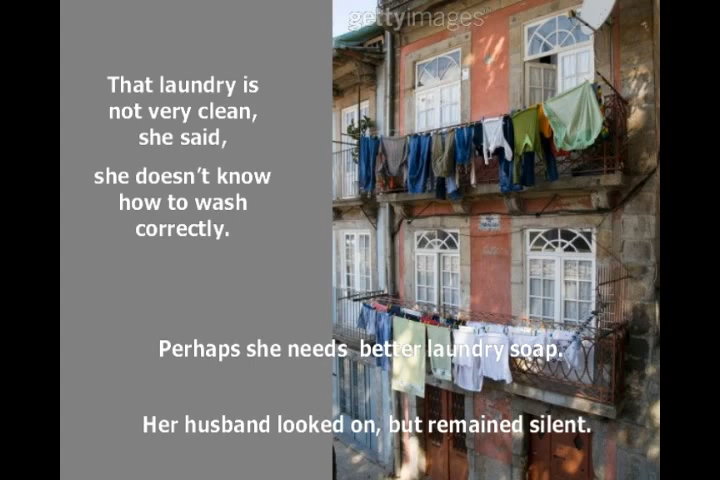 gettyimages
That laundry is
not very clean,
she said,
she doesn't know
how to wash
correctly.
Perhaps she needs better laundry soap.
Her husband looked on, but remained silent.